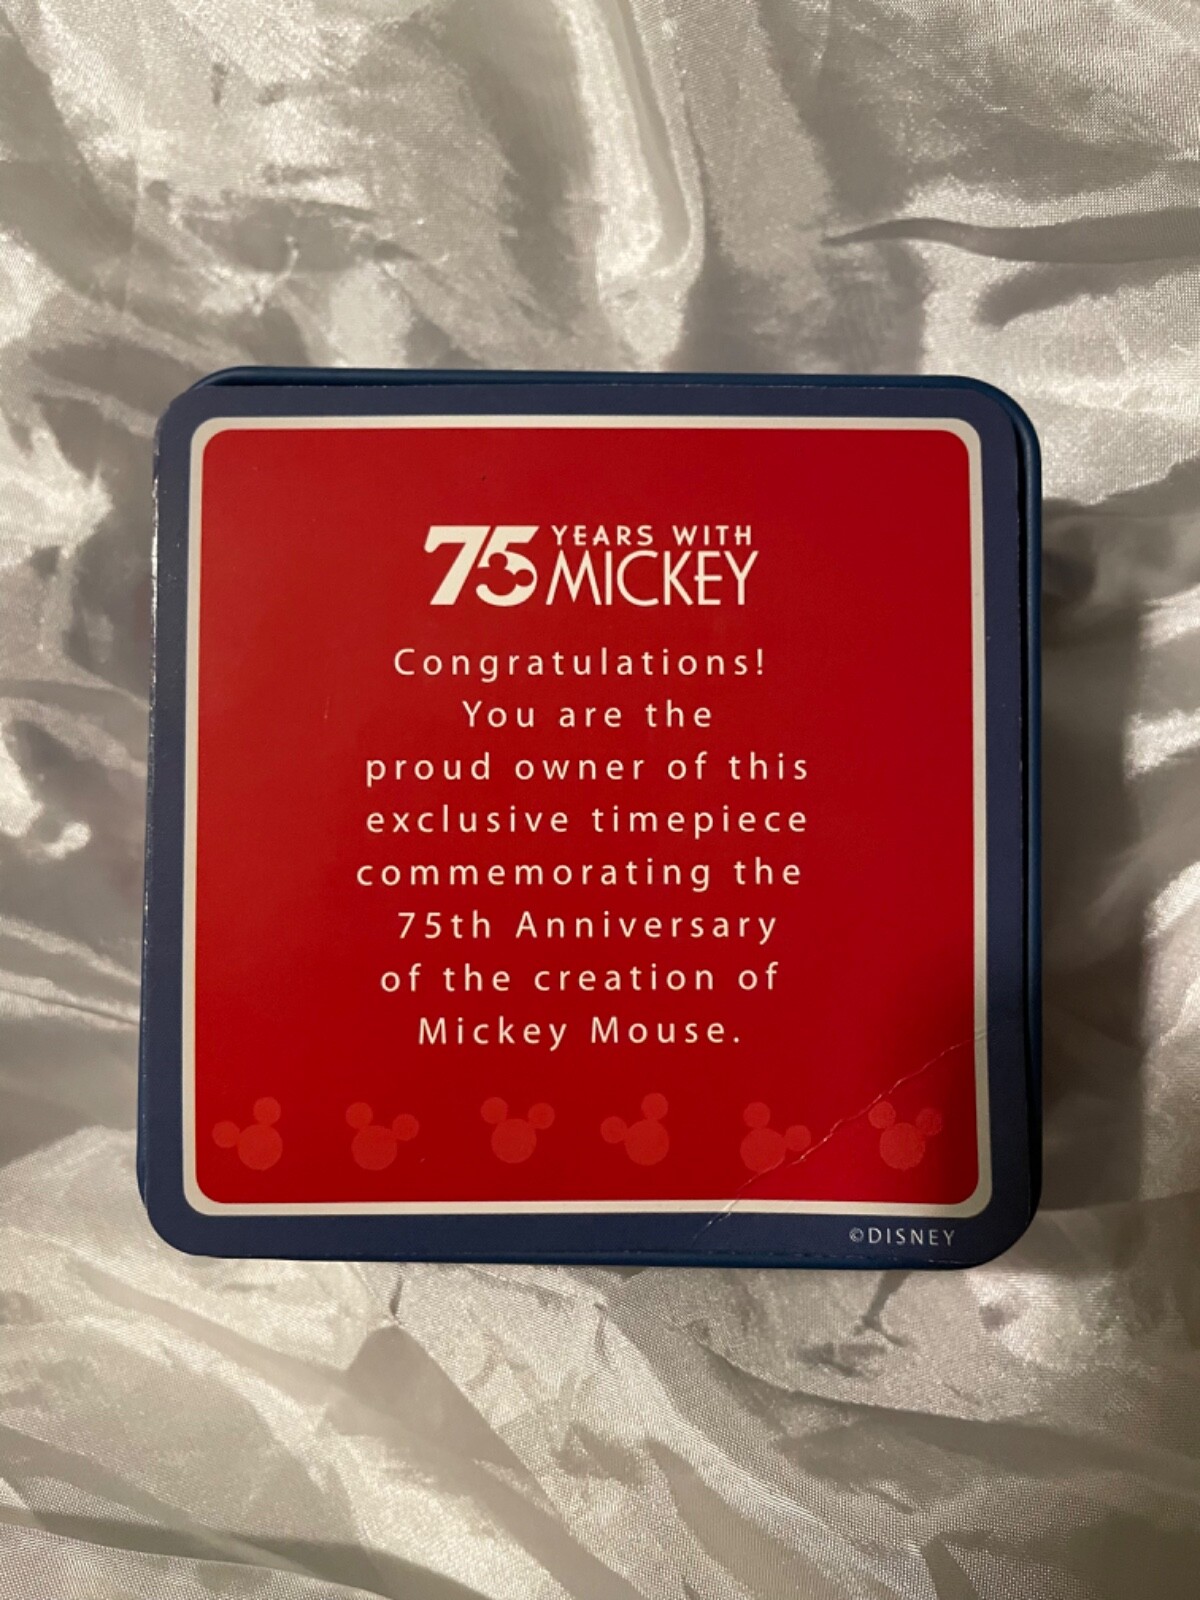 75 YEARS WITH
MICKEY
Congratulations!
You are the
proud owner of this
exclusive timepiece
commemorating the
75th Anniversary
of the creation of
Mickey Mouse.
©DISNEY